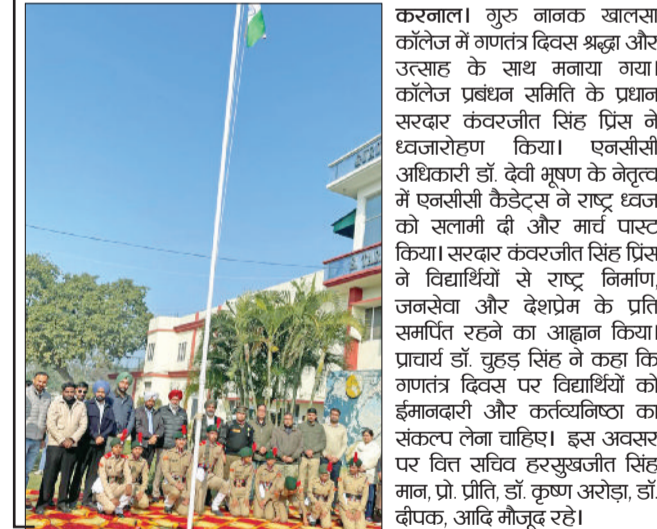 करनाल। गुरु नानक खालसा
कॉलेज में गणतंत्र दिवस श्रद्धा और
उत्साह के साथ मनाया गया।
कॉलेज प्रबंधन समिति के प्रधान
सरदार कंवरजीत सिंह प्रिंस ने
ध्वजारोहण किया। एनसीसी
अधिकारी डॉ. देवी भूषण के नेतृत्व
में एनसीसी कैडेट्स ने राष्ट्र ध्वज
को सलामी दी और मार्च पास्ट
किया। सरदार कंवरजीत सिंह प्रिंस
ने विद्यार्थियों से राष्ट्र निर्माण,
जनसेवा और देशप्रेम के प्रति
समर्पित रहने का आह्वान किया।
प्राचार्य डॉ. चुहड़ सिंह ने कहा कि
गणतंत्र दिवस पर विद्यार्थियों को
ईमानदारी और कर्तव्यनिष्ठा का
संकल्प लेना चाहिए। इस अवसर
पर वित्त सचिव हरसुखजीत सिंह
मान, प्रो. प्रीति, डॉ. कृष्ण अरोड़ा, डॉ.
दीपक, आदि मौजूद रहे।